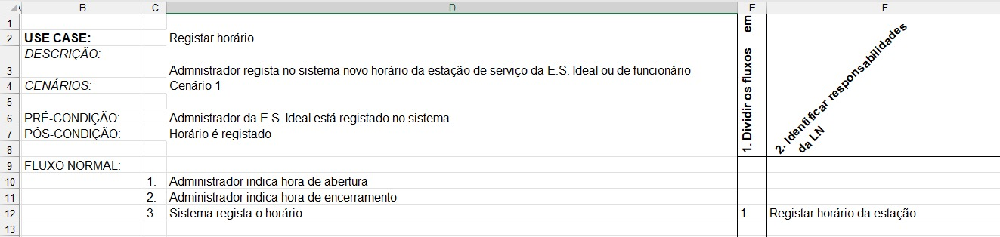 B C D E F
1
2 USE CASE: Registar horário
DESCRIÇÃO:
3 Admnistrador regista no sistema novo horário da estação de serviço da E.S. Ideal ou de funcionário
4 CENÁRIOS: Cenário 1
5
6 PRÉ-CONDIÇÃO: Admnistrador da E.S. Ideal está registado no sistema
7 PÓS-CONDIÇÃO: Horário é registado
8
1. Dividir os fluxos em
2. Identificar responsabilidades
da LN
9 FLUXO NORMAL:
10 1. Administrador indica hora de abertura
11 2. Administrador indica hora de encerramento
12 3. Sistema regista o horário 1. Registar horário da estação
13